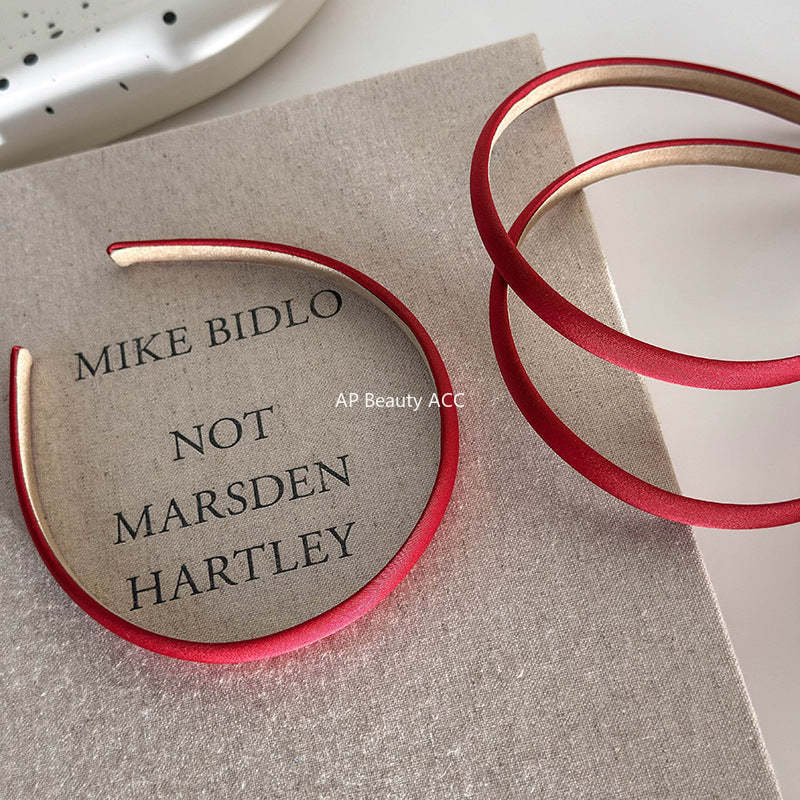 MIKE BIDLO
AP Beauty ACC
NOT
MARSDEN
HARTLEY